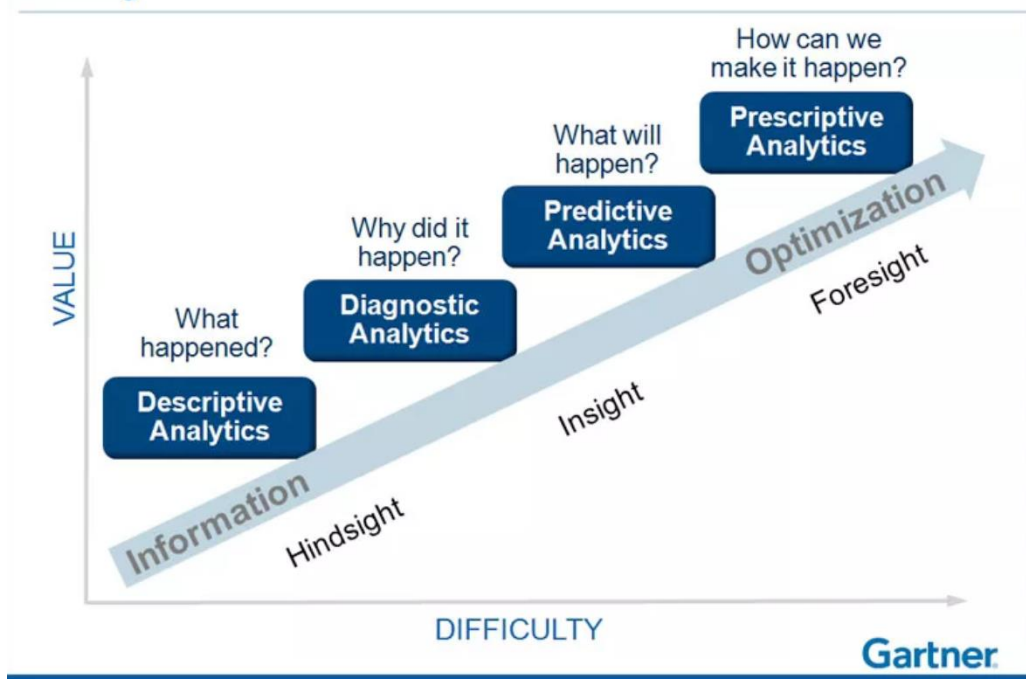 How can we
make it happen?
Prescriptive
Analytics
What will
happen?
Predictive
Analytics
Why did it
happen?
Diagnostic
Analytics
What
happened?
Descriptive
Analytics
Information
Optimization
Hindsight
Insight
Foresight
VALUE
DIFFICULTY
Gartner